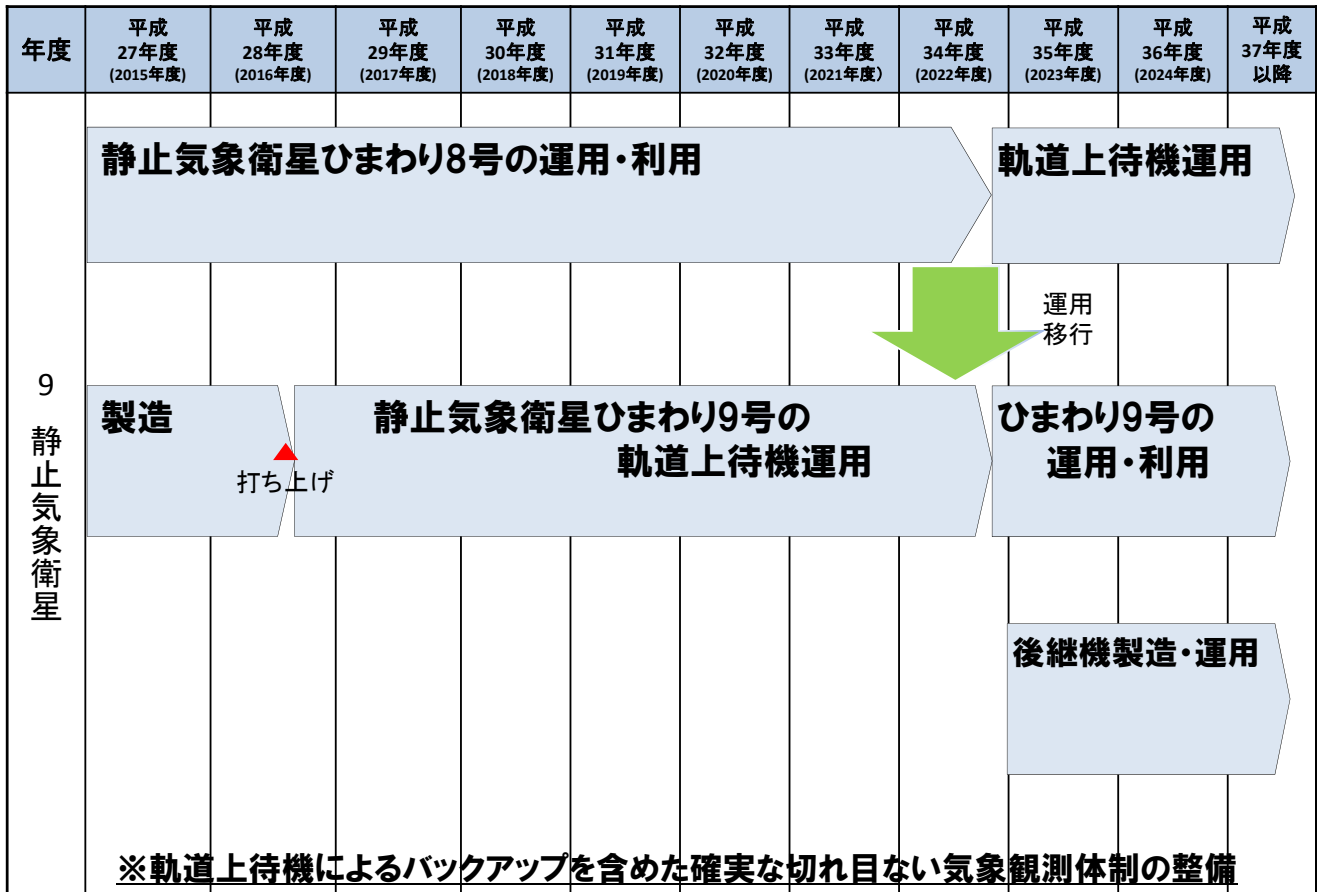 年度
平成
27年度
(2015年度)
平成
28年度
(2016年度)
平成
29年度
(2017年度)
平成
30年度
(2018年度)
平成
31年度
(2019年度)
平成
32年度
(2020年度)
平成
33年度
(2021年度)
平成
34年度
(2022年度)
平成
35年度
(2023年度)
平成
36年度
(2024年度)
平成
37年度
以降
9 静止気象衛星
静止気象衛星ひまわり8号の運用・利用
軌道上待機運用
運用
移行
製造
打ち上げ
静止気象衛星ひまわり9号の
軌道上待機運用
ひまわり9号の
運用・利用
後継機製造・運用
※軌道上待機によるバックアップを含めた確実な切れ目ない気象観測体制の整備